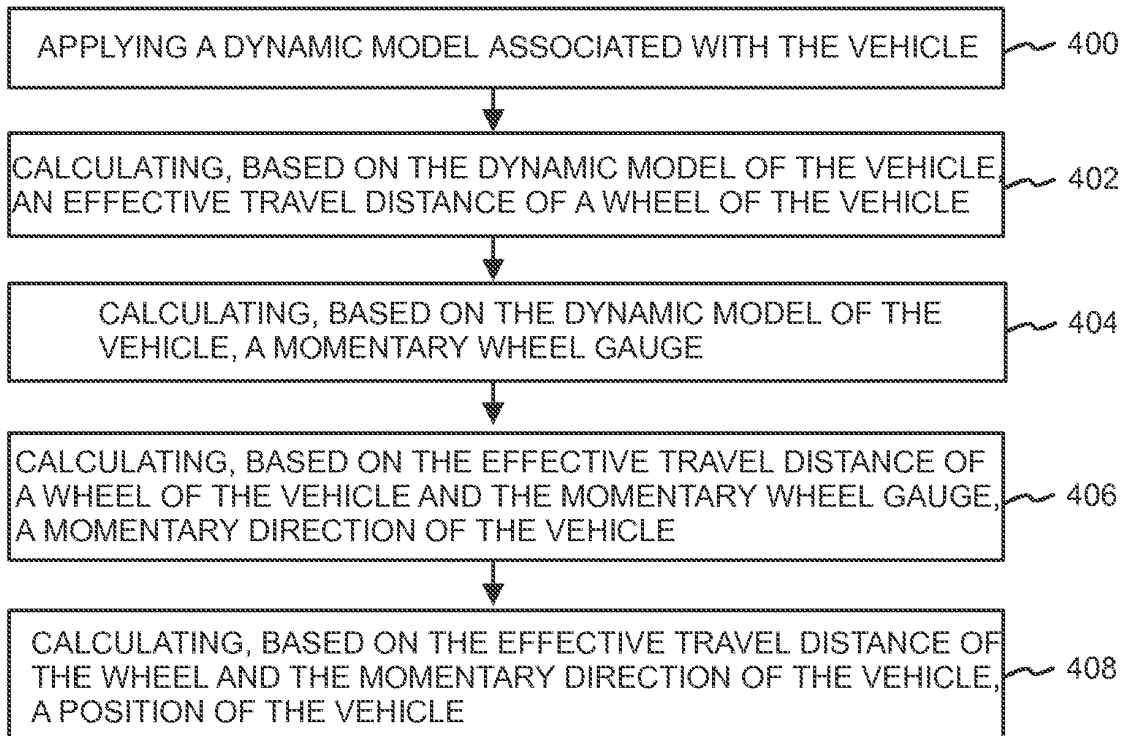 APPLYING A DYNAMIC MODEL ASSOCIATED WITH THE VEHICLE
400
CALCULATING, BASED ON THE DYNAMIC MODEL OF THE VEHICLE,
AN EFFECTIVE TRAVEL DISTANCE OF A WHEEL OF THE VEHICLE
402
CALCULATING, BASED ON THE DYNAMIC MODEL OF THE
VEHICLE, A MOMENTARY WHEEL GAUGE
404
CALCULATING, BASED ON THE EFFECTIVE TRAVEL DISTANCE OF
A WHEEL OF THE VEHICLE AND THE MOMENTARY WHEEL GAUGE,
A MOMENTARY DIRECTION OF THE VEHICLE
406
CALCULATING, BASED ON THE EFFECTIVE TRAVEL DISTANCE OF
THE WHEEL AND THE MOMENTARY DIRECTION OF THE VEHICLE,
A POSITION OF THE VEHICLE
408